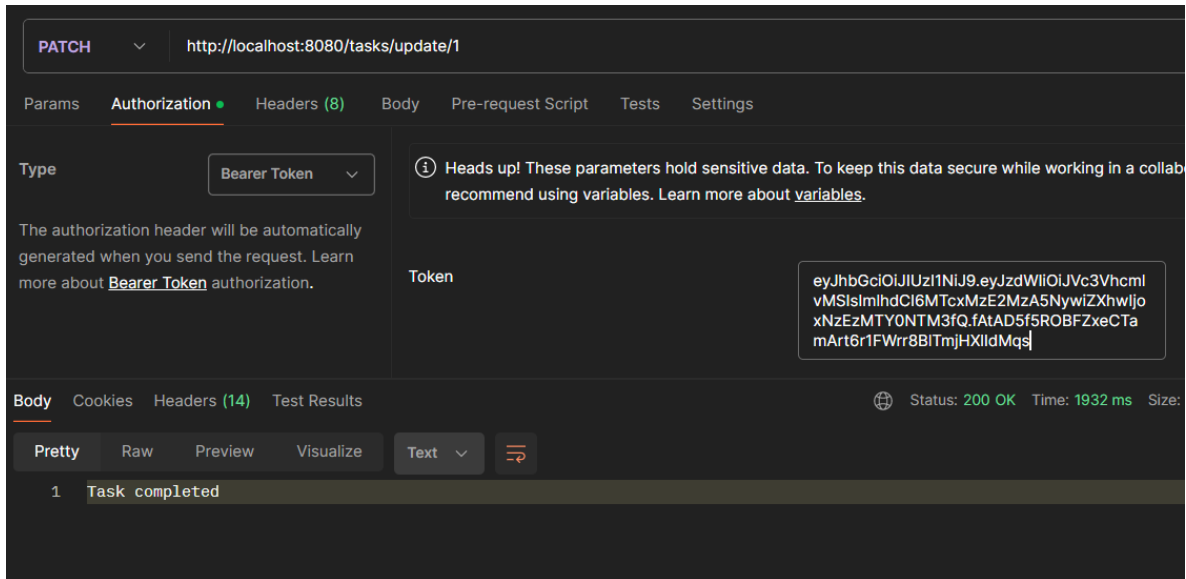 PATCH http://localhost:8080/tasks/update/1
Params Authorization Headers (8) Body Pre-request Script Tests Settings
Type Bearer Token
The authorization header will be automatically
generated when you send the request. Learn
more about Bearer Token authorization.
Heads up! These parameters hold sensitive data. To keep this data secure while working in a collab
recommend using variables. Learn more about variables.
Token
eyJhbGciOiJIUzI1NiJ9.eyJzdWIiOiJVc3VhcmI
vMSIsImlhdCI6MTcxMzE2MzA5NywiZXhwIjo
xNzEzMTY0NTM3fQ.fAtAD5f5ROBFZxeCTa
mArt6r1FWrr8BITmjHXIIdMqs
Body Cookies Headers (14) Test Results Status: 200 OK Time: 1932 ms Size:
Pretty Raw Preview Visualize Text
1 Task completed